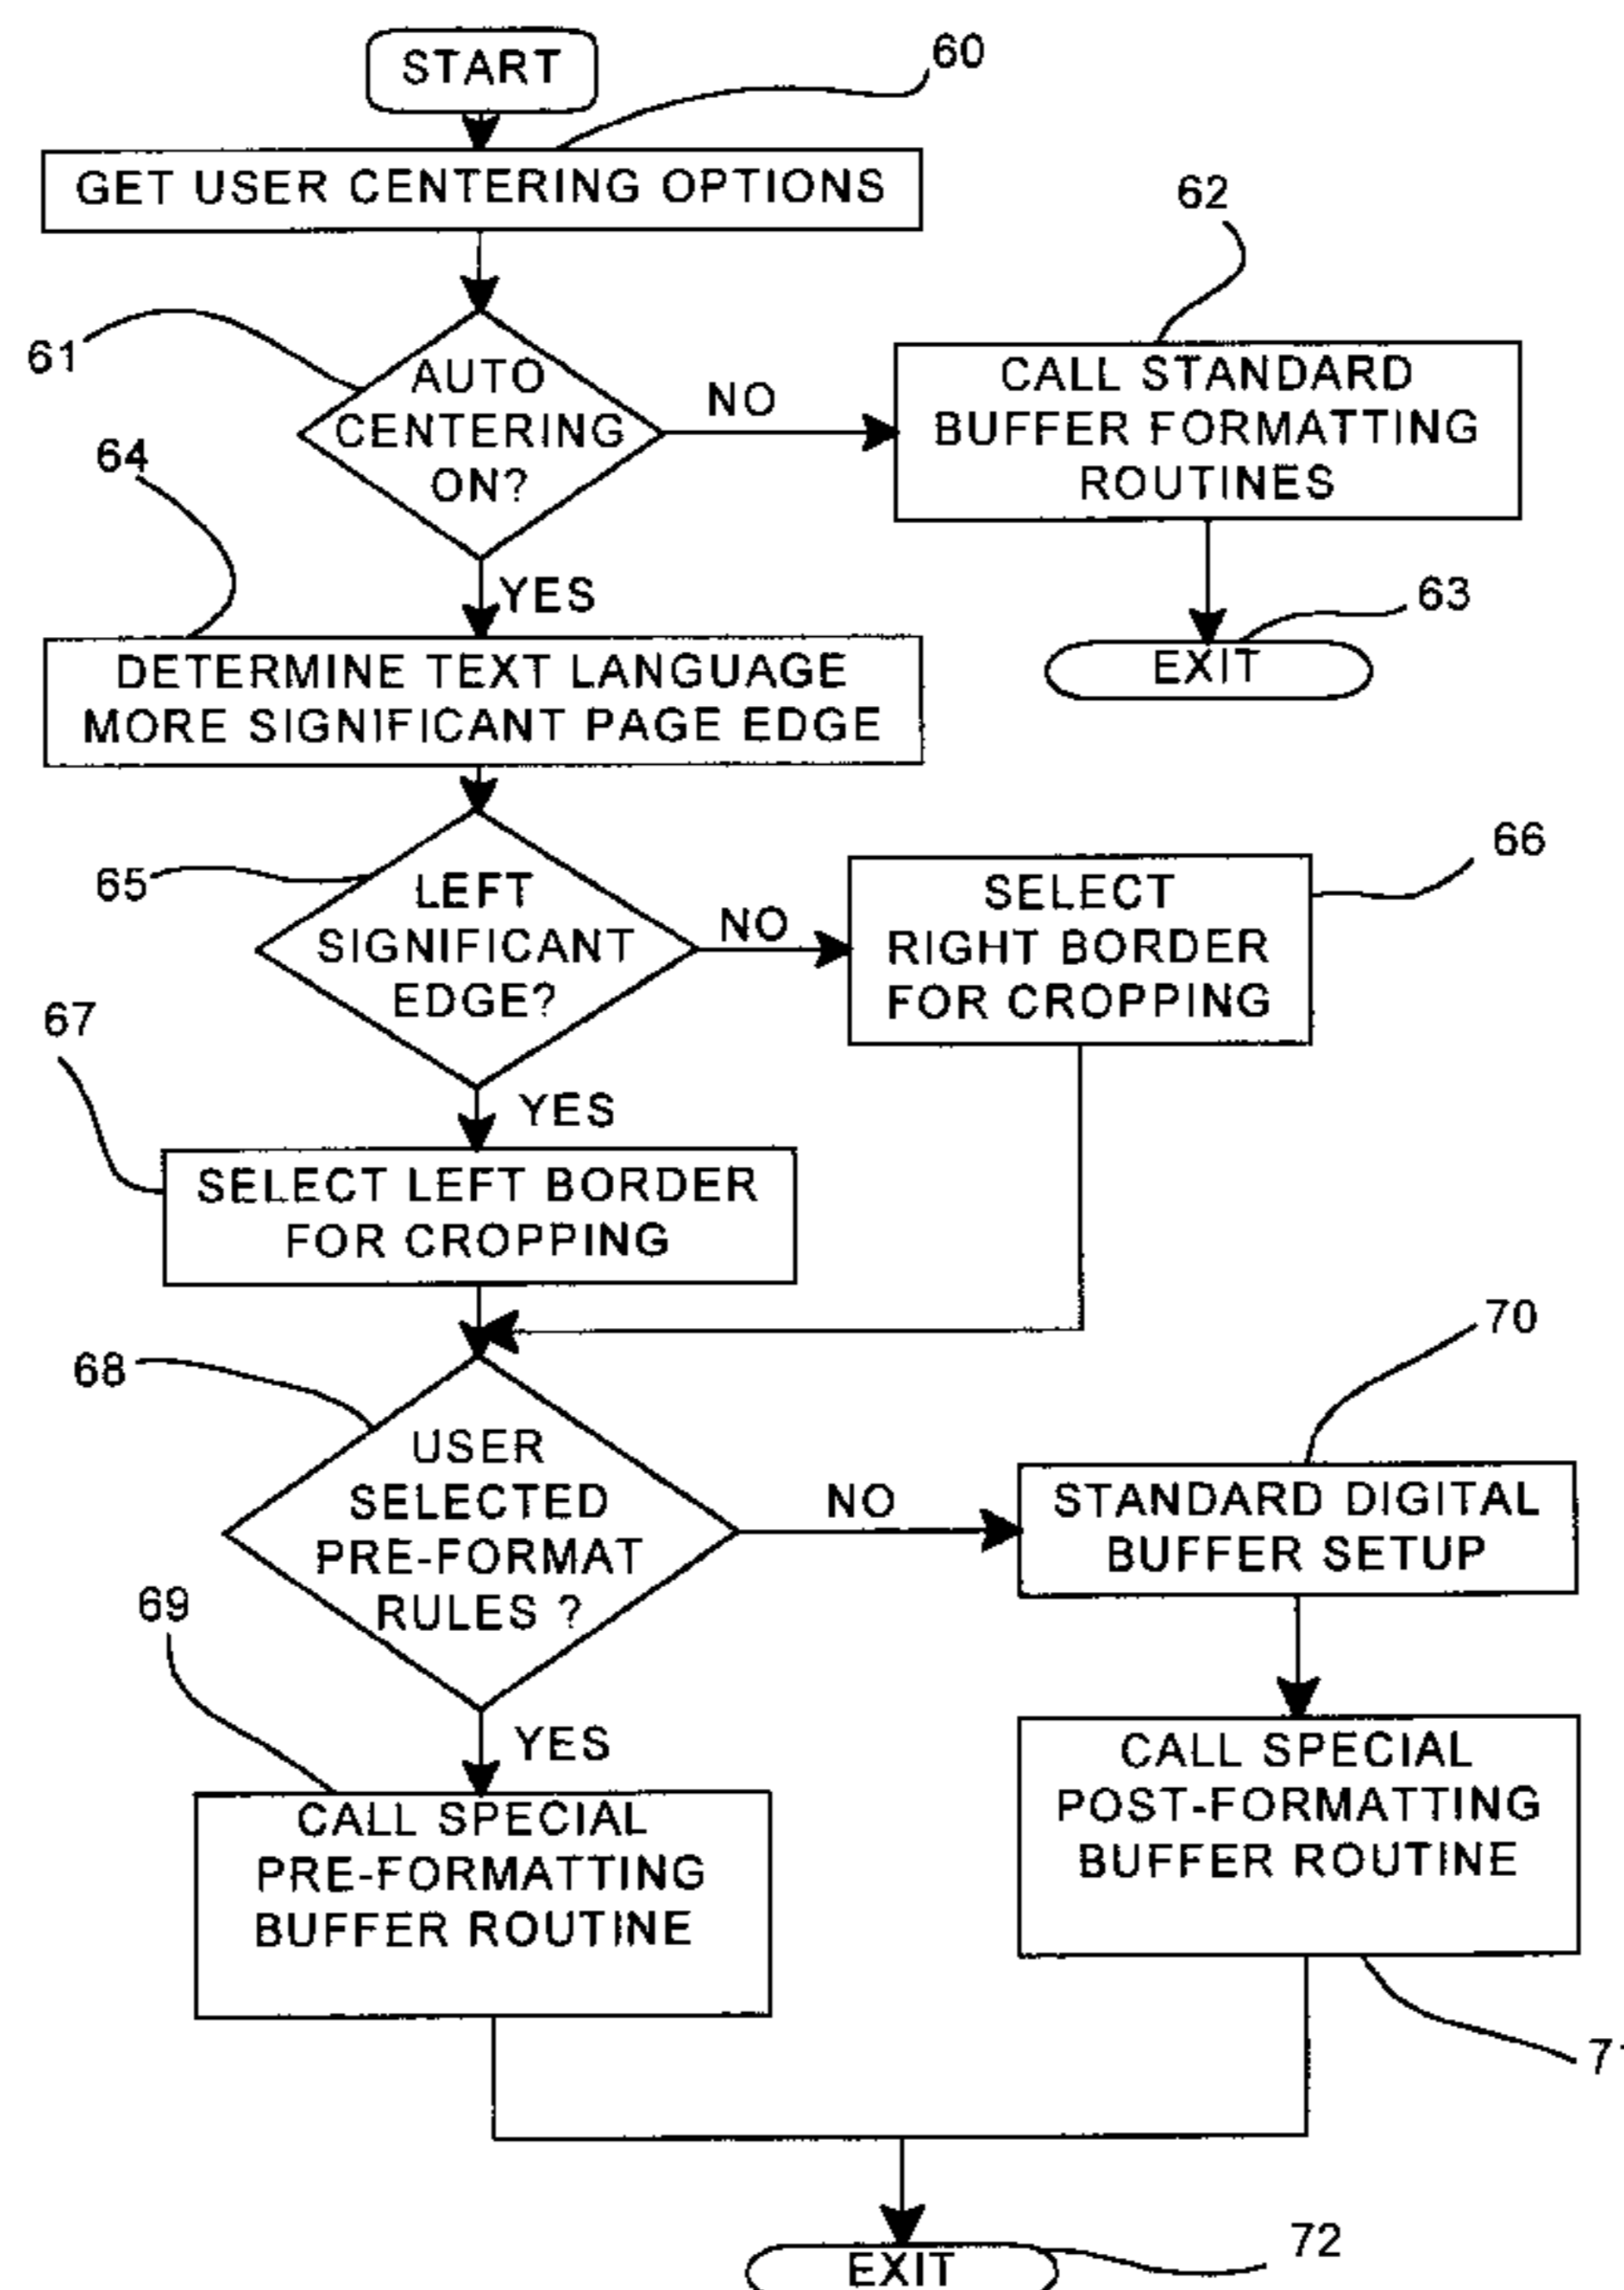 START
60
GET USER CENTERING OPTIONS
62
61
AUTO
CENTERING
ON?
NO
CALL STANDARD
BUFFER FORMATTING
ROUTINES
64
YES
63
EXIT
DETERMINE TEXT LANGUAGE
MORE SIGNIFICANT PAGE EDGE
65
LEFT
SIGNIFICANT
EDGE?
NO
66
SELECT
RIGHT BORDER
FOR CROPPING
67
YES
SELECT LEFT BORDER
FOR CROPPING
68
USER
SELECTED
PRE-FORMAT
RULES ?
NO
70
STANDARD DIGITAL
BUFFER SETUP
69
YES
CALL SPECIAL
PRE-FORMATTING
BUFFER ROUTINE
CALL SPECIAL
POST-FORMATTING
BUFFER ROUTINE
71
72
EXIT